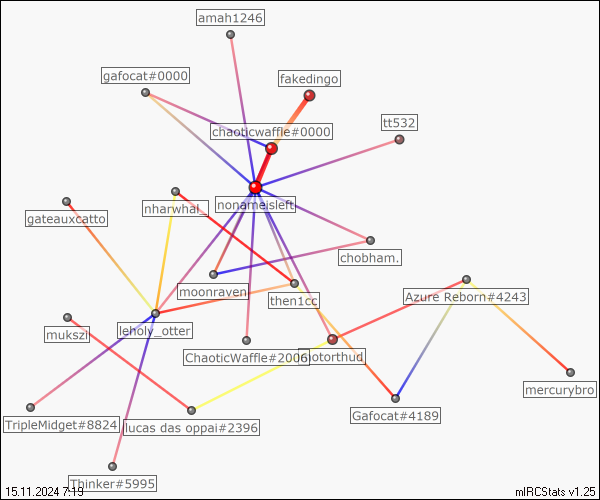 amah1246
gafocat#0000
fakedingo
tt532
chaoticwaffle#0000
nonameisleft
nharwhal_
gateauxcatto
chobham.
moonraven
then1cc
Azure Reborn#4243
mukszi
leholy_otter
ChaoticWaffle#2006
mercurybro
Gafocat#4189
TripleMidget#8824
lucas das oppai#2396
Thinker#5995
15.11.2024 7:19
mIRCStats v1.25